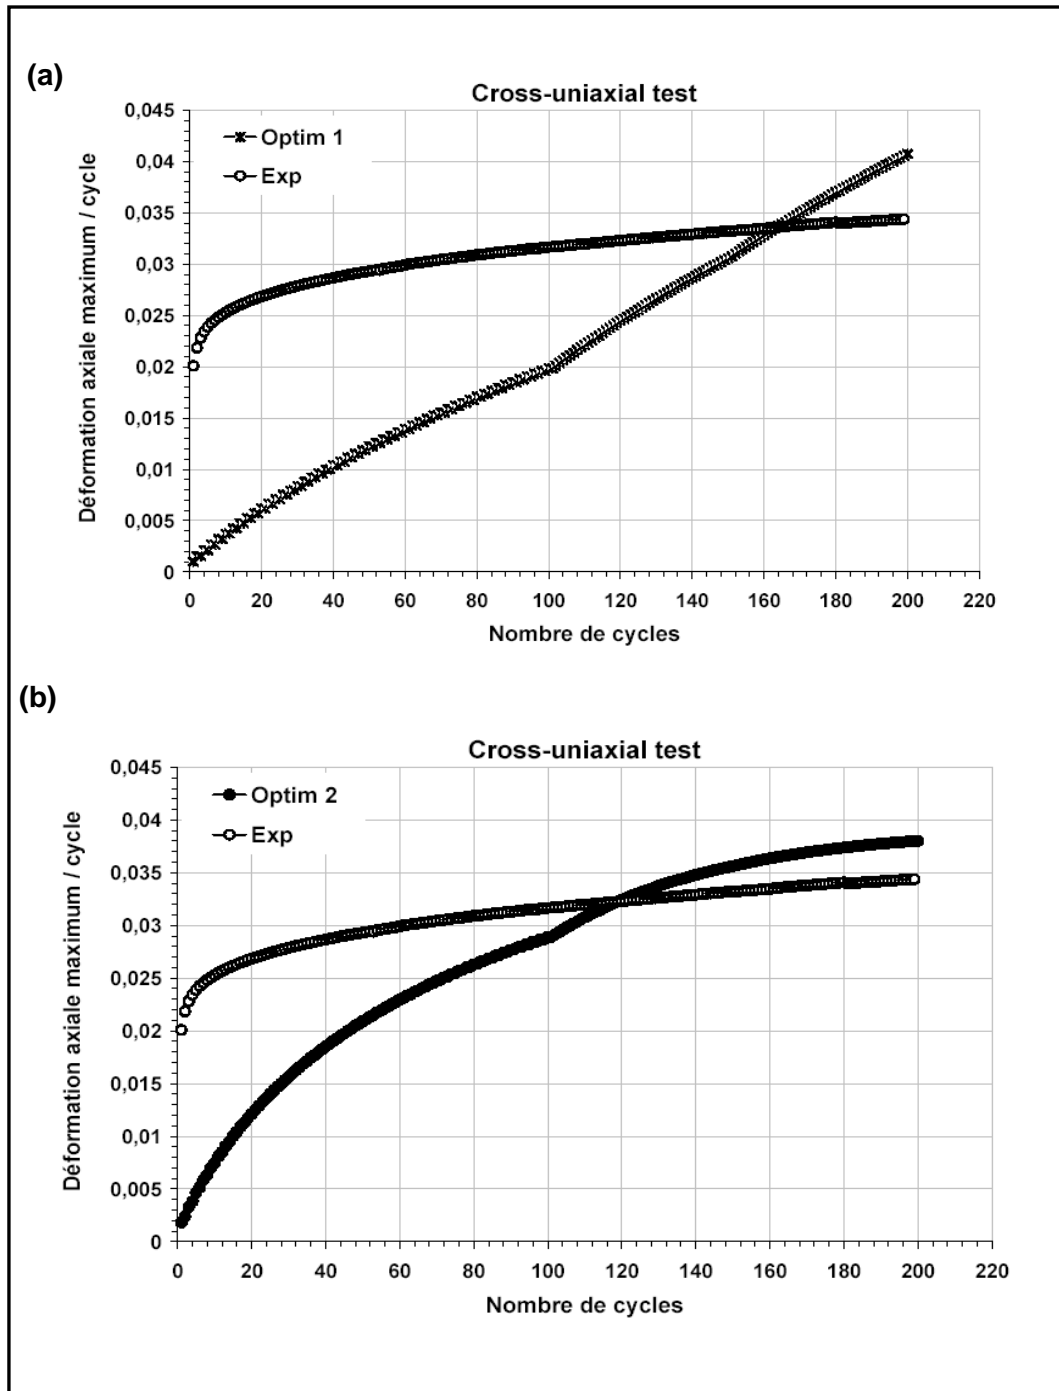 (a)
Cross-uniaxial test
Optim 1
Exp
Déformation axiale maximum / cycle
0,045
0,04
0,035
0,03
0,025
0,02
0,015
0,01
0,005
0
0 20 40 60 80 100 120 140 160 180 200 220
Nombre de cycles
(b)
Cross-uniaxial test
Optim 2
Exp
Déformation axiale maximum / cycle
0,045
0,04
0,035
0,03
0,025
0,02
0,015
0,01
0,005
0
0 20 40 60 80 100 120 140 160 180 200 220
Nombre de cycles